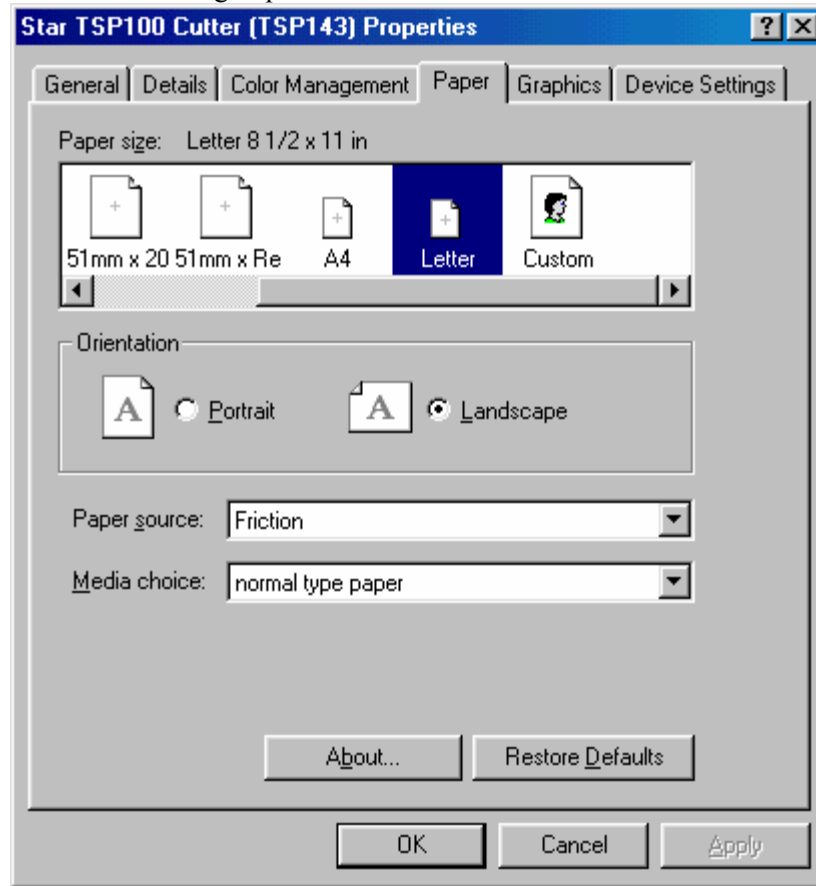 Star TSP100 Cutter (TSP143) Properties
General Details Color Management Paper Graphics Device Settings
Paper size: Letter 8 1/2 x 11 in
51mm x 20 51mm x Re A4 Letter Custom
Orientation
A Portrait A Landscape
Paper source: Friction
Media choice: normal type paper
About... Restore Defaults
OK Cancel Apply